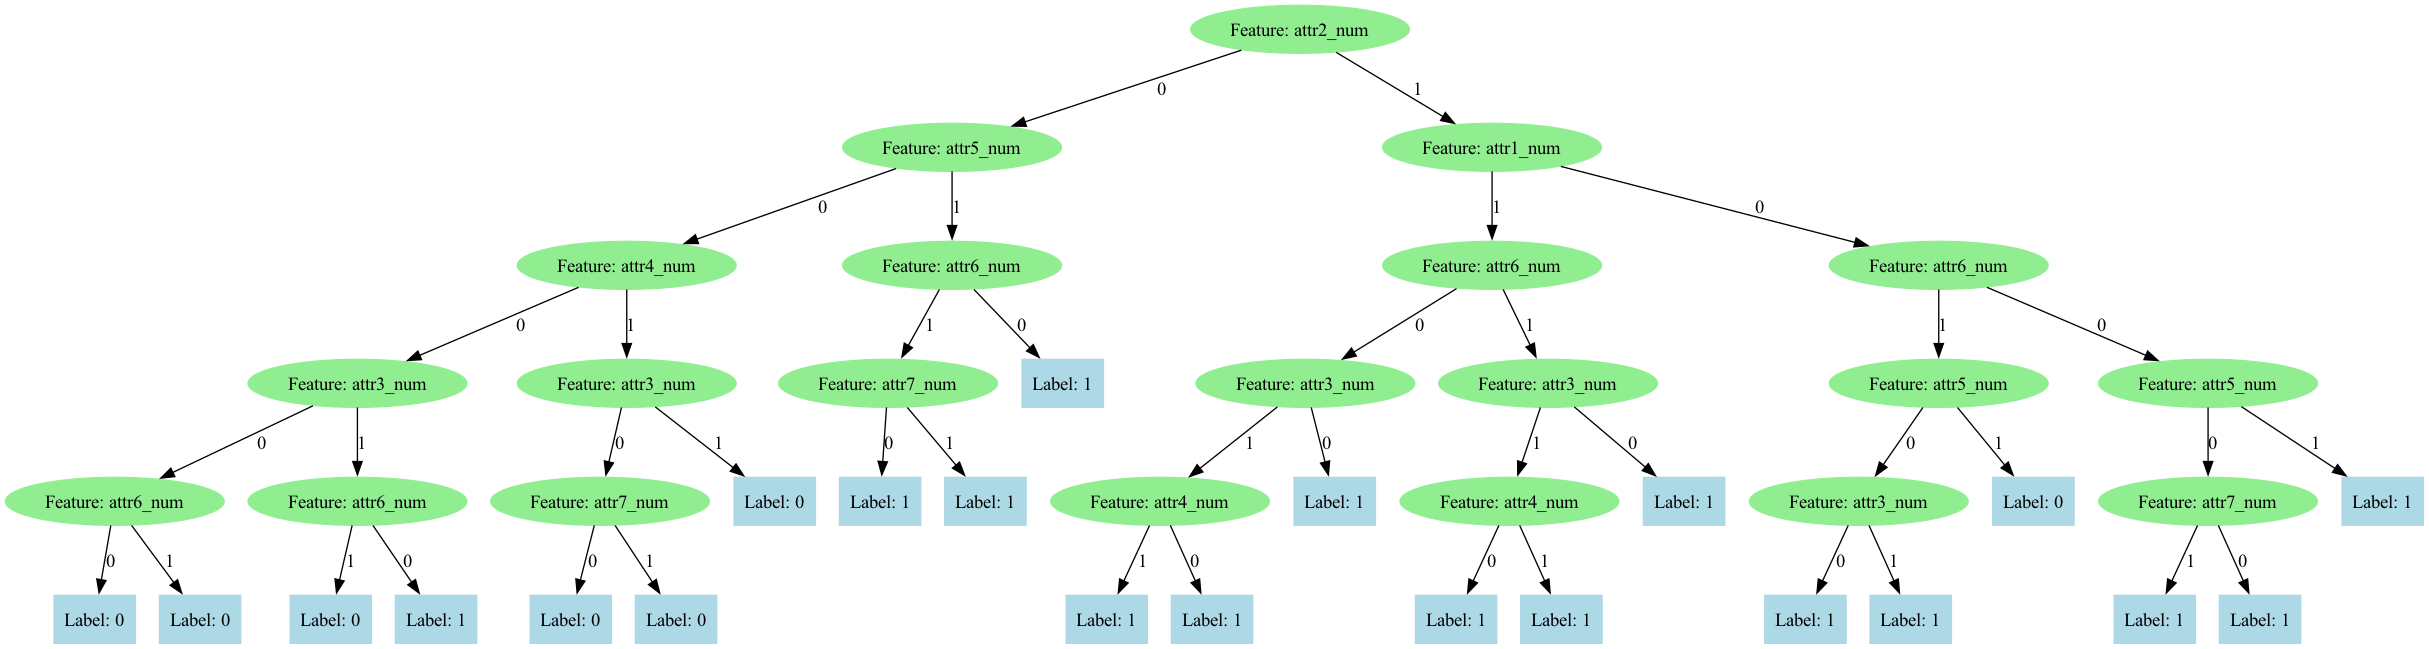 Feature: attr2_num
0
1
Feature: attr5_num
Feature: attr1_num
0
1
1
0
Feature: attr4_num
Feature: attr6_num
Feature: attr6_num
Feature: attr6_num
0
1
1
0
0
1
1
0
Feature: attr3_num
Feature: attr3_num
Feature: attr7_num
Label: 1
Feature: attr3_num
Feature: attr3_num
Feature: attr5_num
Feature: attr5_num
0
1
0
1
0
1
1
0
1
0
0
1
0
1
Feature: attr6_num
Feature: attr6_num
Feature: attr7_num
Label: 0
Label: 1
Label: 1
Feature: attr4_num
Label: 1
Feature: attr4_num
Label: 1
Feature: attr3_num
Label: 0
Feature: attr7_num
Label: 1
0
1
1
0
0
1
1
0
0
1
0
1
1
0
Label: 0
Label: 0
Label: 0
Label: 1
Label: 0
Label: 0
Label: 1
Label: 1
Label: 1
Label: 1
Label: 1
Label: 1
Label: 1
Label: 1